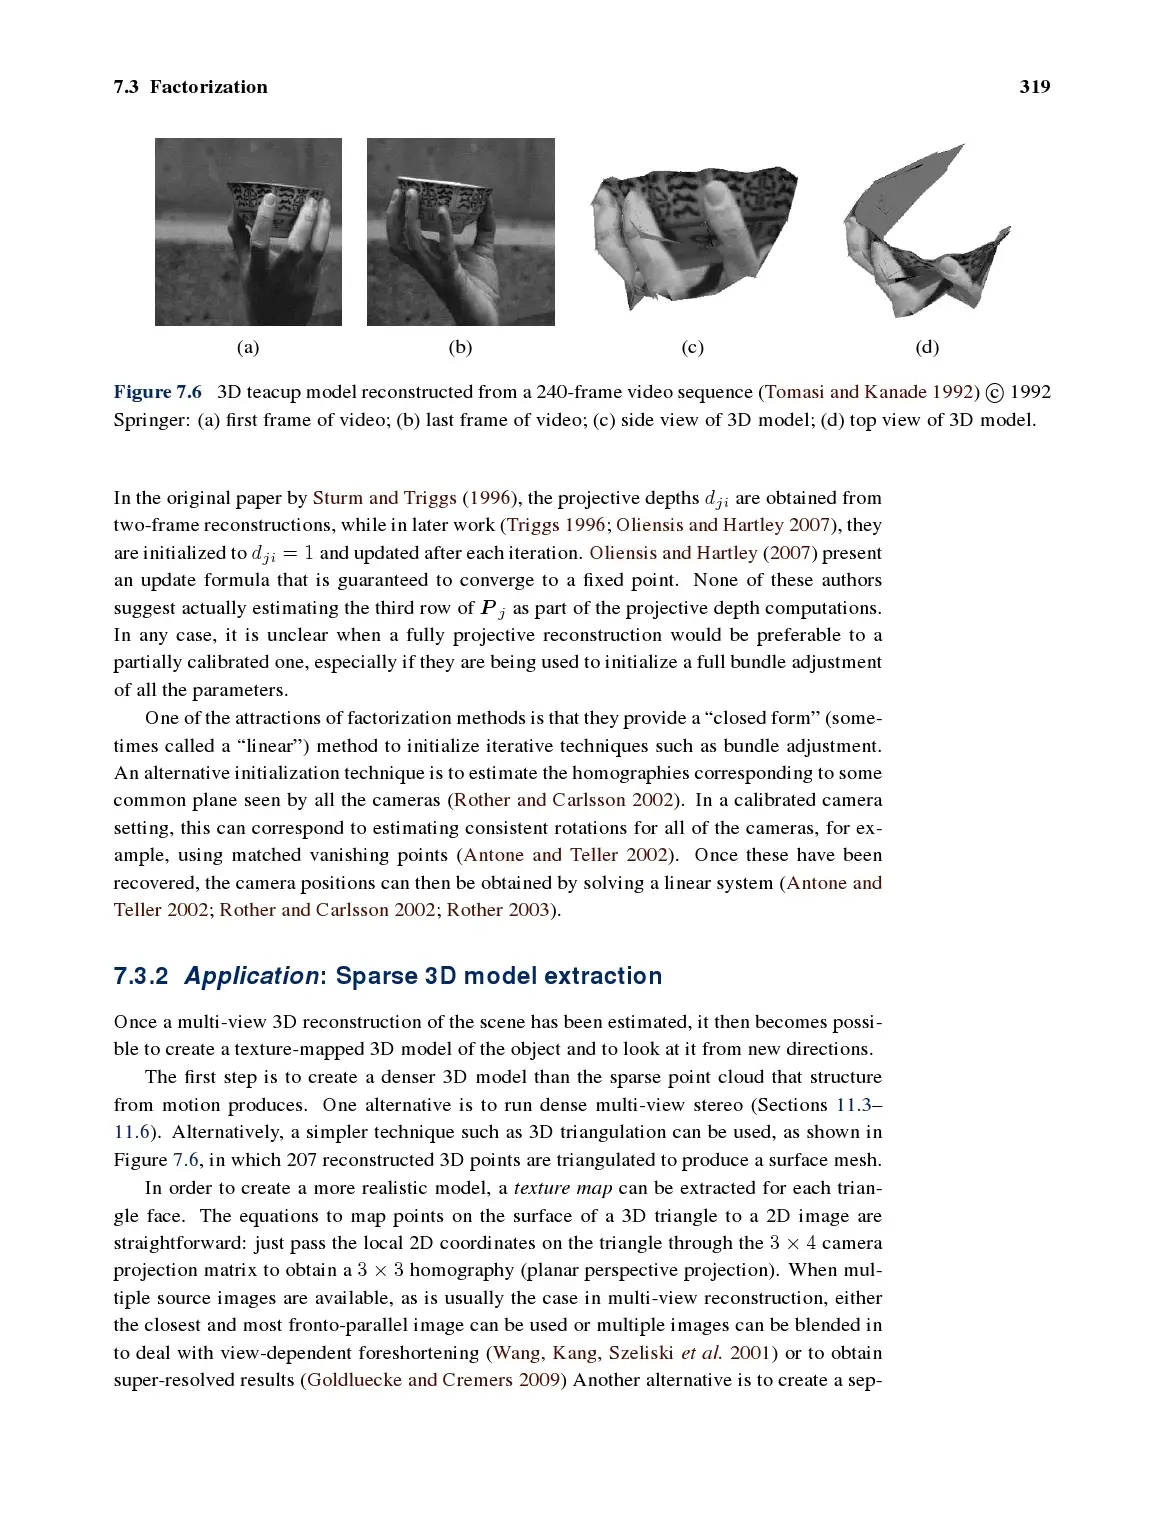 7.3 Factorization 319
(a) (b) (c) (d)
Figure 7.6 3D teacup model reconstructed from a 240-frame video sequence (Tomasi and Kanade 1992) © 1992
Springer: (a) first frame of video; (b) last frame of video; (c) side view of 3D model; (d) top view of 3D model.
In the original paper by Sturm and Triggs (1996), the projective depths dji are obtained from
two-frame reconstructions, while in later work (Triggs 1996; Oliensis and Hartley 2007), they
are initialized to dji = 1 and updated after each iteration. Oliensis and Hartley (2007) present
an update formula that is guaranteed to converge to a fixed point. None of these authors
suggest actually estimating the third row of Pj as part of the projective depth computations.
In any case, it is unclear when a fully projective reconstruction would be preferable to a
partially calibrated one, especially if they are being used to initialize a full bundle adjustment
of all the parameters.
One of the attractions of factorization methods is that they provide a “closed form” (some-
times called a “linear”) method to initialize iterative techniques such as bundle adjustment.
An alternative initialization technique is to estimate the homographies corresponding to some
common plane seen by all the cameras (Rother and Carlsson 2002). In a calibrated camera
setting, this can correspond to estimating consistent rotations for all of the cameras, for ex-
ample, using matched vanishing points (Antone and Teller 2002). Once these have been
recovered, the camera positions can then be obtained by solving a linear system (Antone and
Teller 2002; Rother and Carlsson 2002; Rother 2003).
7.3.2 Application: Sparse 3D model extraction
Once a multi-view 3D reconstruction of the scene has been estimated, it then becomes possi-
ble to create a texture-mapped 3D model of the object and to look at it from new directions.
The first step is to create a denser 3D model than the sparse point cloud that structure
from motion produces. One alternative is to run dense multi-view stereo (Sections 11.3–
11.6). Alternatively, a simpler technique such as 3D triangulation can be used, as shown in
Figure 7.6, in which 207 reconstructed 3D points are triangulated to produce a surface mesh.
In order to create a more realistic model, a texture map can be extracted for each trian-
gle face. The equations to map points on the surface of a 3D triangle to a 2D image are
straightforward: just pass the local 2D coordinates on the triangle through the 3 × 4 camera
projection matrix to obtain a 3 × 3 homography (planar perspective projection). When mul-
tiple source images are available, as is usually the case in multi-view reconstruction, either
the closest and most fronto-parallel image can be used or multiple images can be blended in
to deal with view-dependent foreshortening (Wang, Kang, Szeliski et al. 2001) or to obtain
super-resolved results (Goldluecke and Cremers 2009) Another alternative is to create a sep-